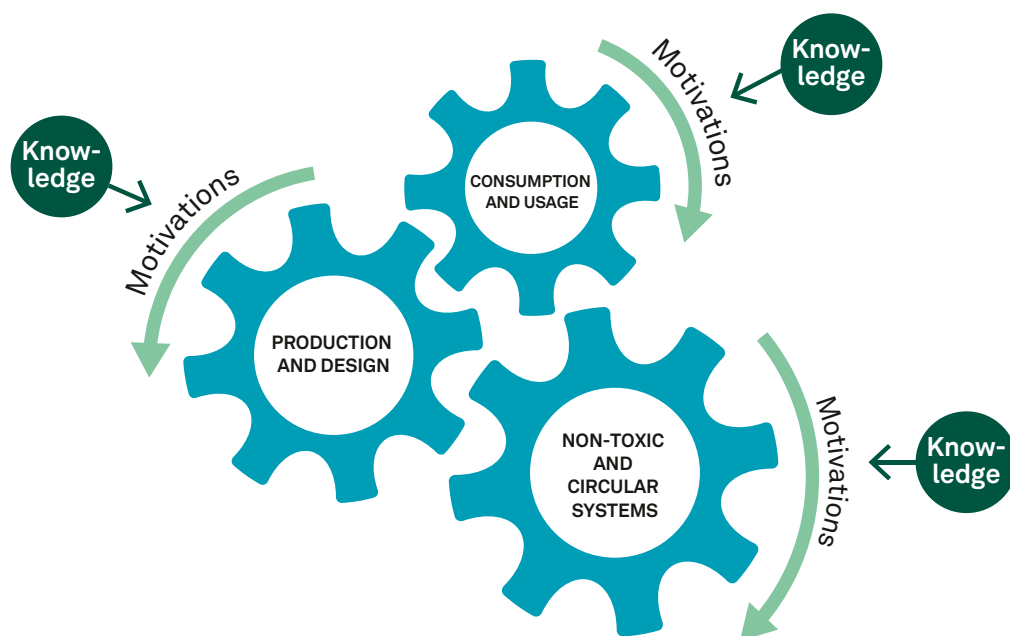 Know-
ledge
Motivations
CONSUMPTION
AND USAGE
Know-
ledge
Motivations
PRODUCTION
AND DESIGN
NON-TOXIC
AND
CIRCULAR
SYSTEMS
Motivations
Know-
ledge